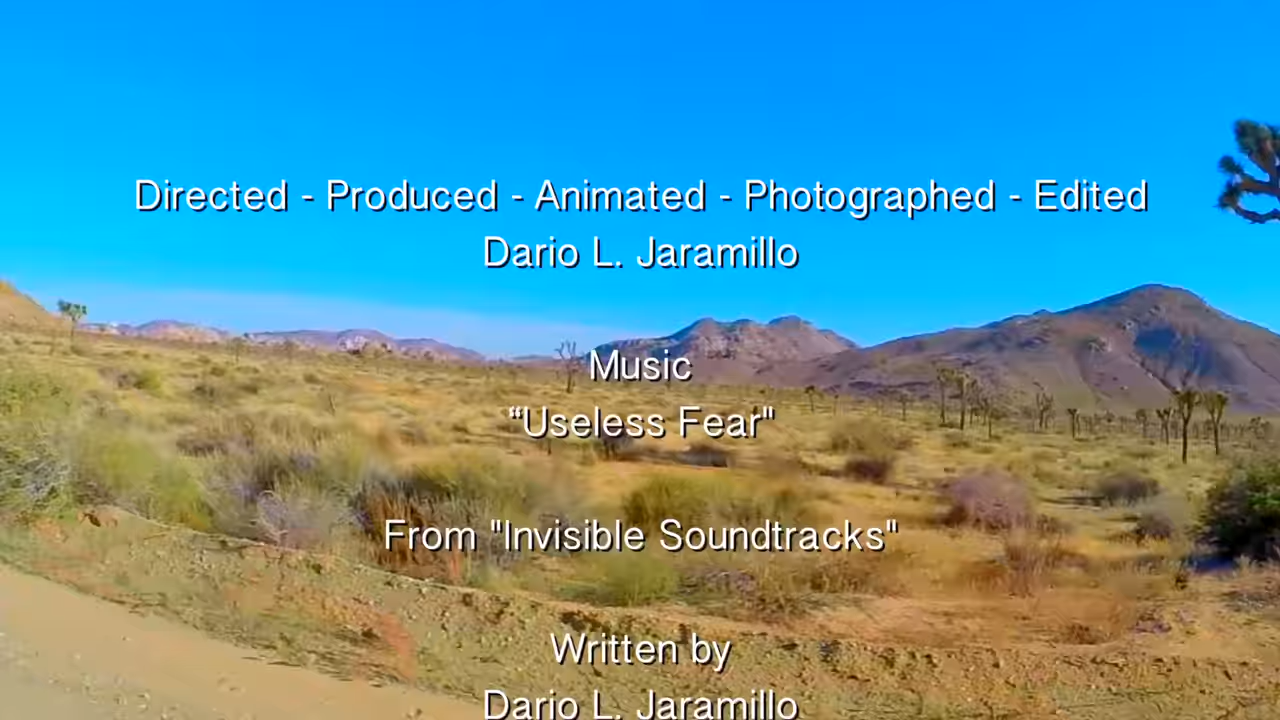 Directed - Produced - Animated - Photographed - Edited
Dario L. Jaramillo
Music
“Useless Fear"
From "Invisible Soundtracks"
Written by
Dario L. Jaramillo